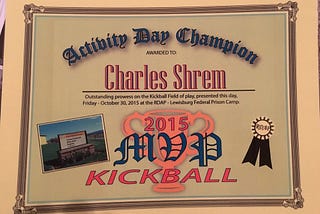 Activity Day Champion
AWARDED TO:
Charles Shrem
Outstanding prowess on the Kickball Field of play, presented this day,
Friday - October 30, 2015 at the RDAP - Lewisburg Federal Prison Camp.
2015
MVP
KICKBALL